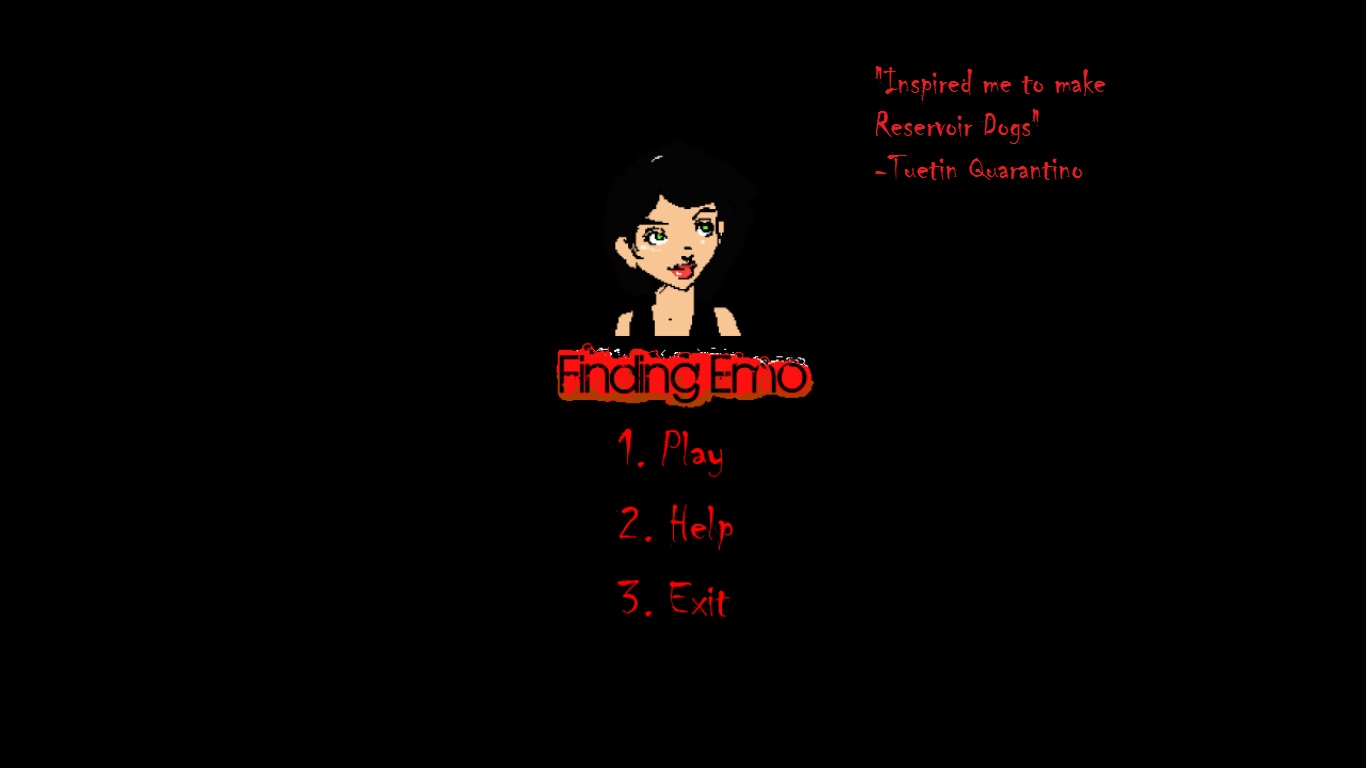 "Inspired me to make
Reservoir Dogs"
-Tuetin Quarantino
Finding Emo
1. Play
2. Help
3. Exit